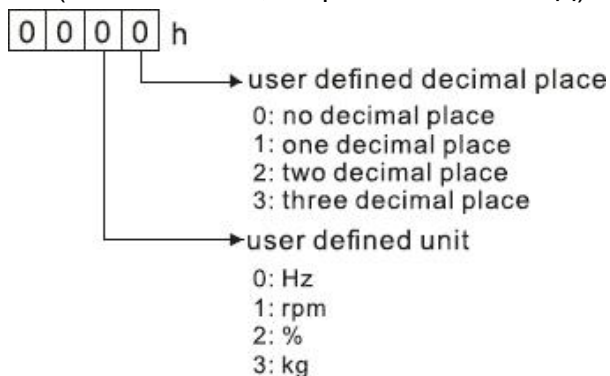 0 0 0 0 h
user defined decimal place
0: no decimal place
1: one decimal place
2: two decimal place
3: three decimal place
user defined unit
0: Hz
1: rpm
2: %
3: kg